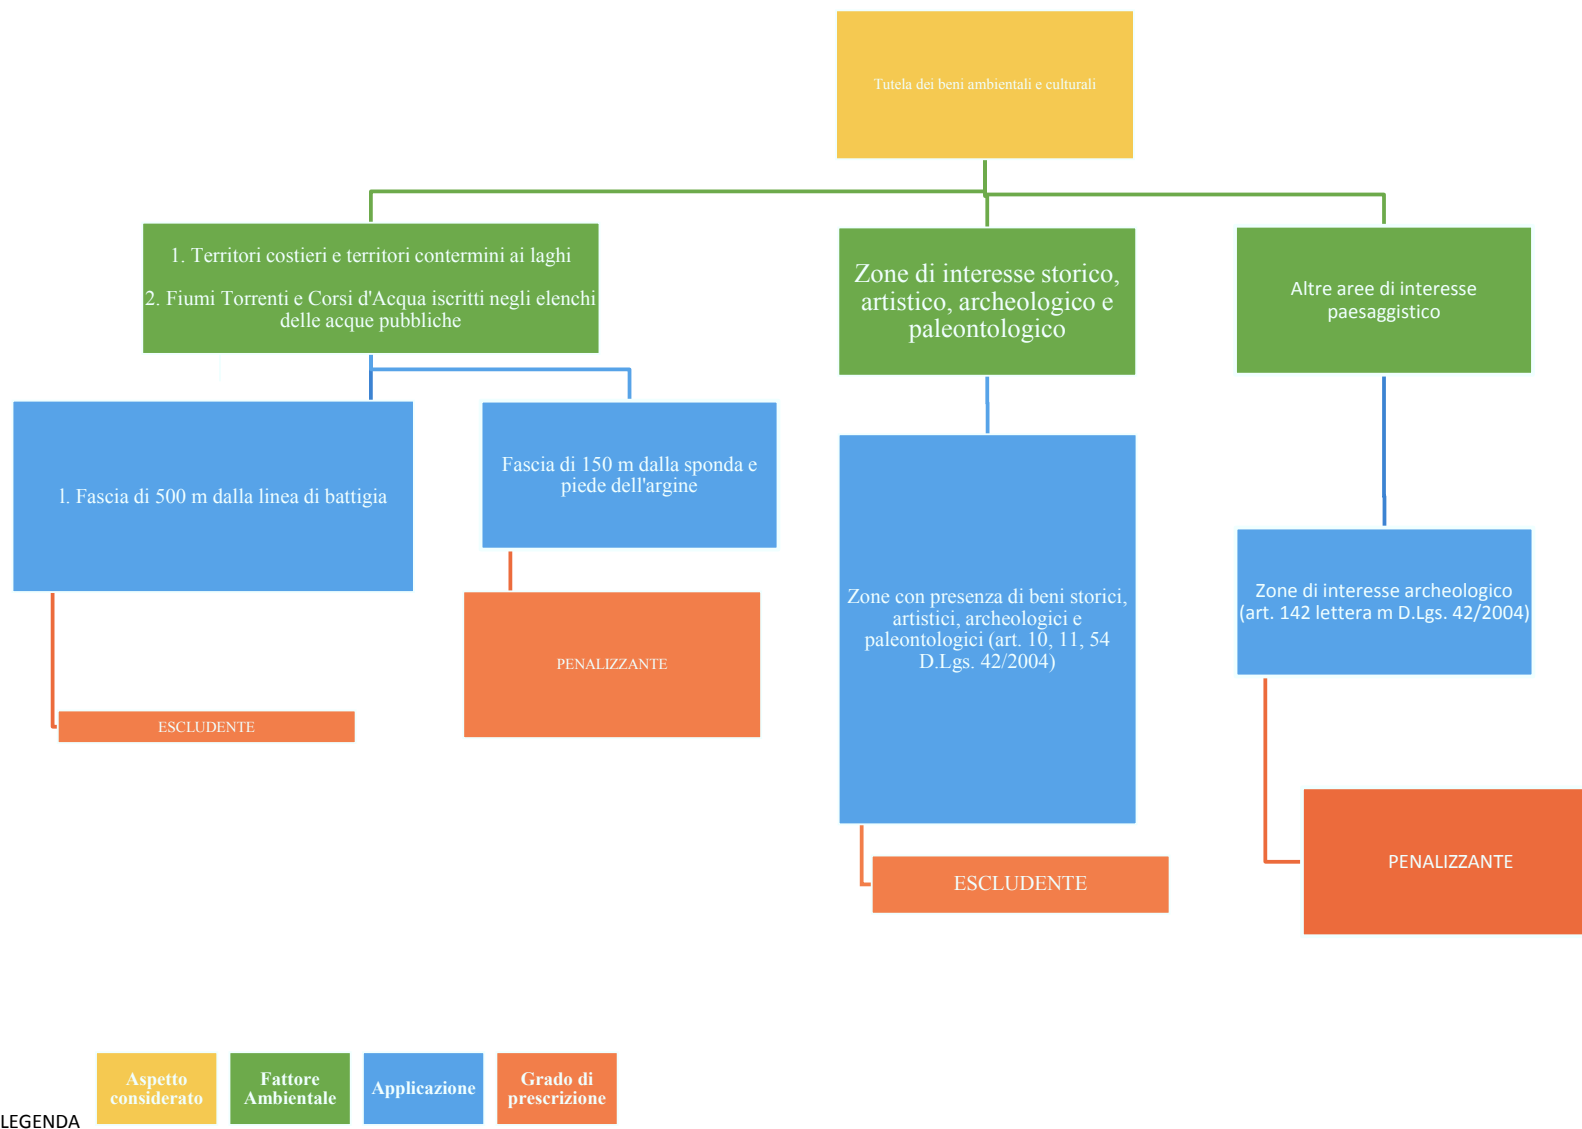 Tutela dei beni ambientali e culturali
1. Territori costieri e territori contermini ai laghi
2. Fiumi Torrenti e Corsi d'Acqua iscritti negli elenchi
delle acque pubbliche
Zone di interesse storico,
artistico, archeologico e
paleontologico
Altre aree di interesse
paesaggistico
l. Fascia di 500 m dalla linea di battigia
Fascia di 150 m dalla sponda e
piede dell'argine
Zone con presenza di beni storici,
artistici, archeologici e
paleontologici (art. 10, 11, 54
D.Lgs. 42/2004)
Zone di interesse archeologico
(art. 142 lettera m D.Lgs. 42/2004)
ESCLUDENTE
PENALIZZANTE
ESCLUDENTE
PENALIZZANTE
LEGENDA
Aspetto
considerato
Fattore
Ambientale
Applicazione
Grado di
prescrizione